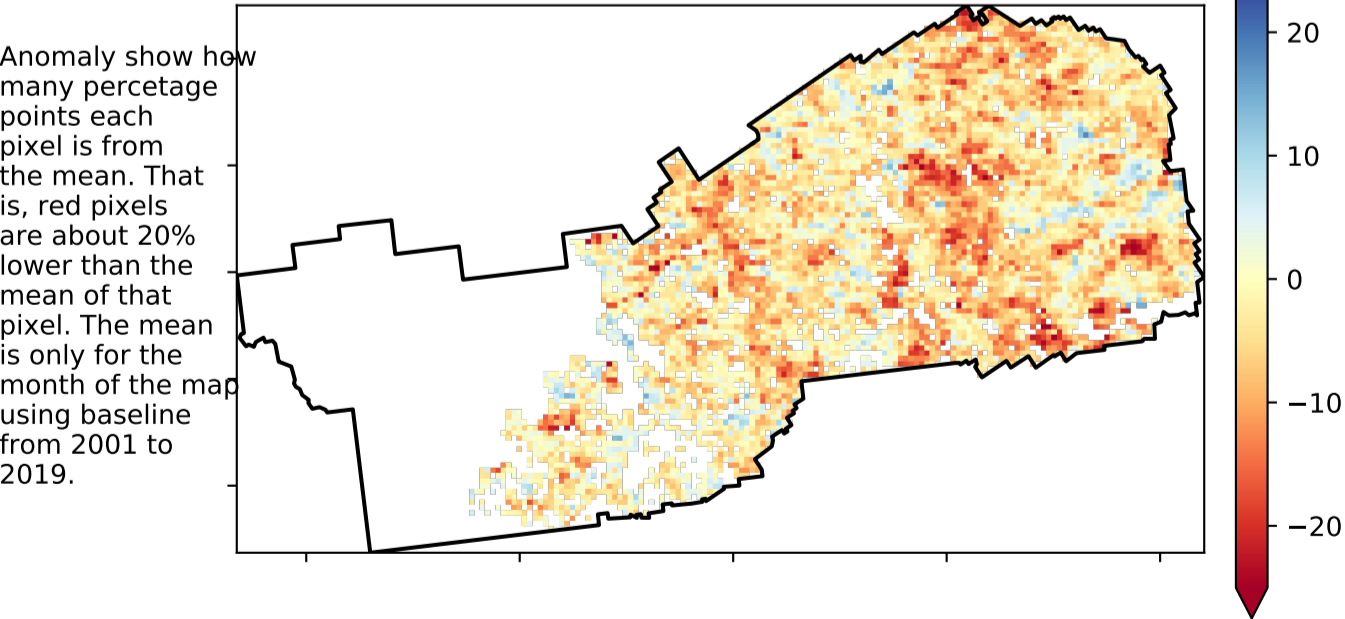 Anomaly show how
many percetage
points each
pixel is from
the mean. That
is, red pixels
are about 20%
lower than the
mean of that
pixel. The mean
is only for the
month of the map
using baseline
from 2001 to
2019.
20
10
0
−10
−20